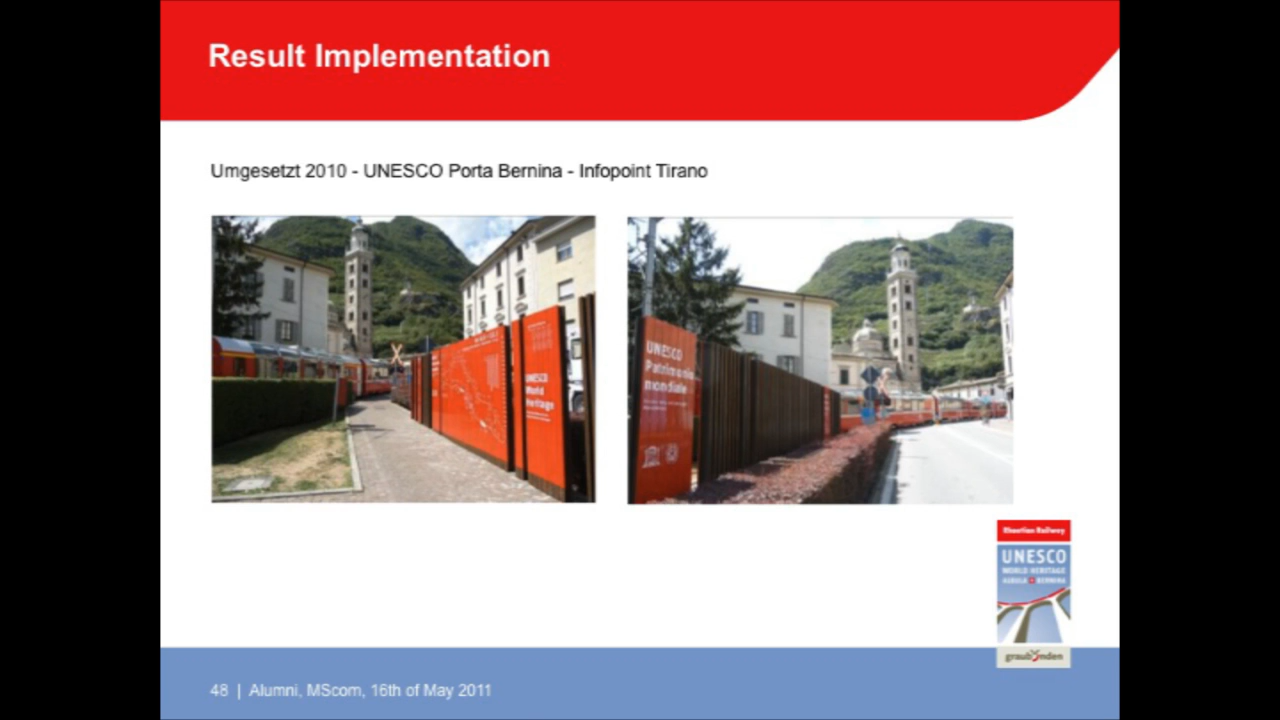 Result Implementation
Umgesetzt 2010 - UNESCO Porta Bernina - Infopoint Tirano
UNESCO
World
Heritage
UNESCO
Patrimonio
mondiale
Rhaetian Railway
UNESCO
WORLD HERITAGE
ALBULA BERNINA
graubünden
48 | Alumni, MScom, 16th of May 2011